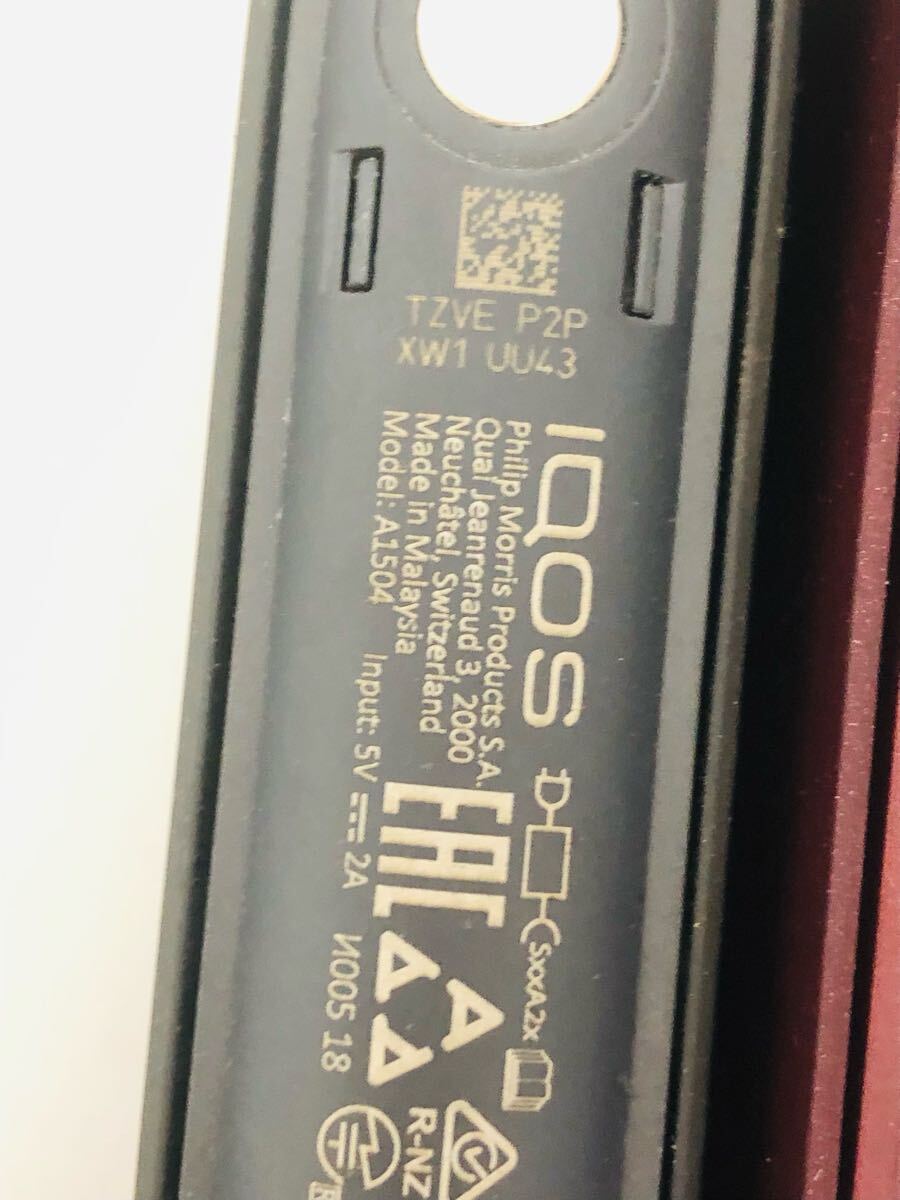 TZVE P2P
XW1 UU43
IQOS
SxxA2x
Philip Morris Products S.A.
Quai Jeanrenaud 3, 2000
Neuchâtel, Switzerland
Made in Malaysia
Model: A1504
Input: 5V 2A
И005 18
EAC
R-NZ